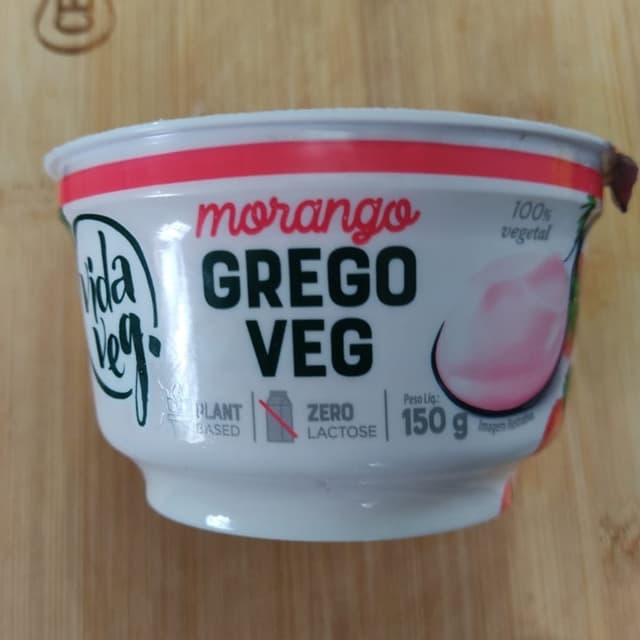 morango
GREGO
VEG
100%
vegetal
vida
veg.
PLANT
BASED
ZERO
LACTOSE
Peso Líq.:
150 g
Imagem Ilustrativa